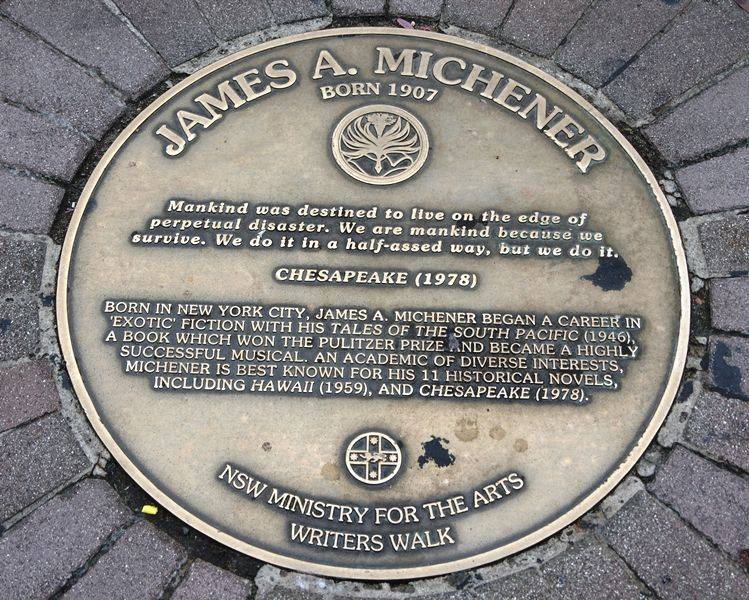 JAMES A. MICHENER
BORN 1907
Mankind was destined to live on the edge of
perpetual disaster. We are mankind because we
survive. We do it in a half-assed way, but we do it.
CHESAPEAKE (1978)
BORN IN NEW YORK CITY, JAMES A. MICHENER BEGAN A CAREER IN
'EXOTIC' FICTION WITH HIS TALES OF THE SOUTH PACIFIC (1946),
A BOOK WHICH WON THE PULITZER PRIZE AND BECAME A HIGHLY
SUCCESSFUL MUSICAL. AN ACADEMIC OF DIVERSE INTERESTS,
MICHENER IS BEST KNOWN FOR HIS 11 HISTORICAL NOVELS,
INCLUDING HAWAII (1959), AND CHESAPEAKE (1978).
NSW MINISTRY FOR THE ARTS
WRITERS WALK